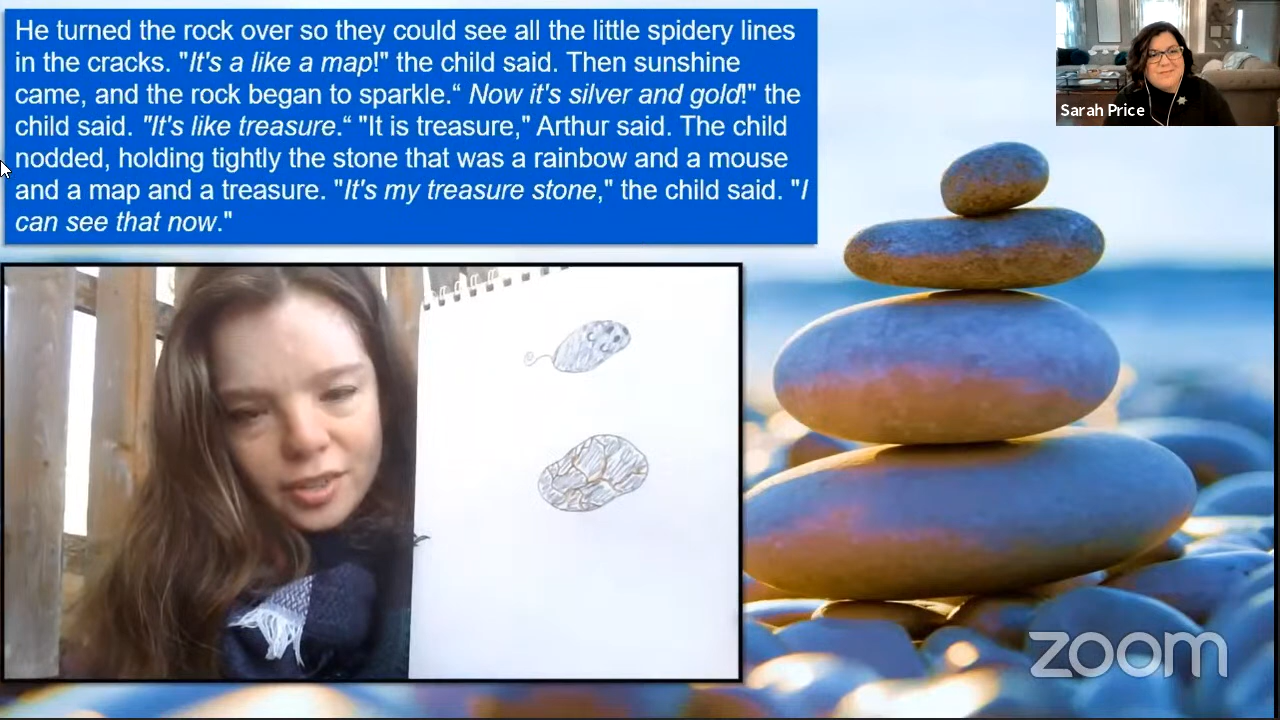 He turned the rock over so they could see all the little spidery lines
in the cracks. "It's a like a map!" the child said. Then sunshine
came, and the rock began to sparkle.“ Now it's silver and gold!" the
child said. "It's like treasure.“ "It is treasure," Arthur said. The child
nodded, holding tightly the stone that was a rainbow and a mouse
and a map and a treasure. "It's my treasure stone," the child said. "I
can see that now."
Sarah Price
zoom